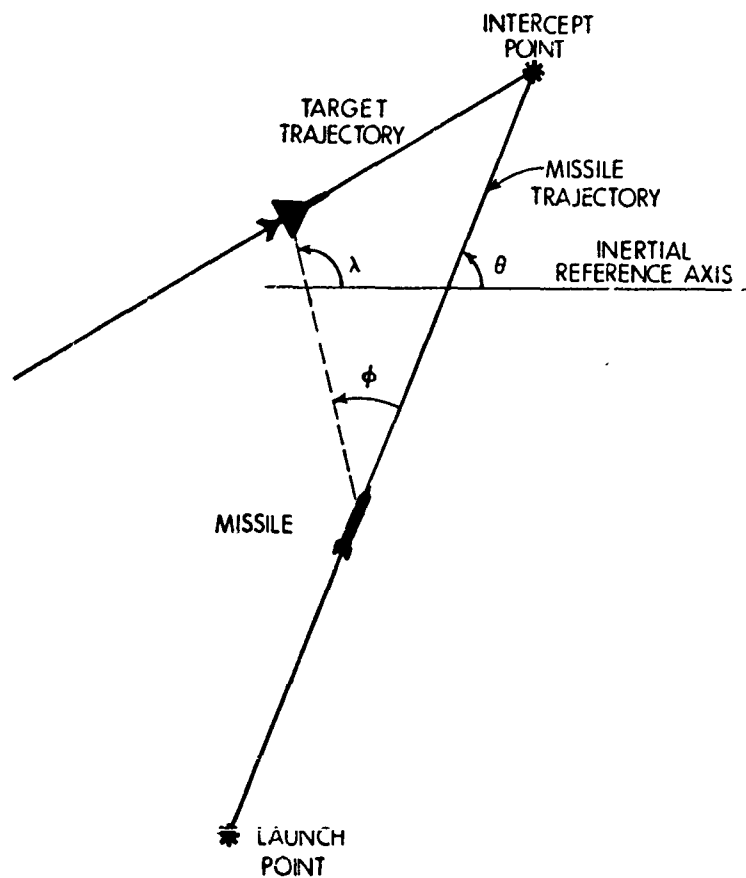 INTERCEPT
POINT
TARGET
TRAJECTORY
MISSILE
TRAJECTORY
λ
θ
INERTIAL
REFERENCE AXIS
ϕ
MISSILE
LAUNCH
POINT